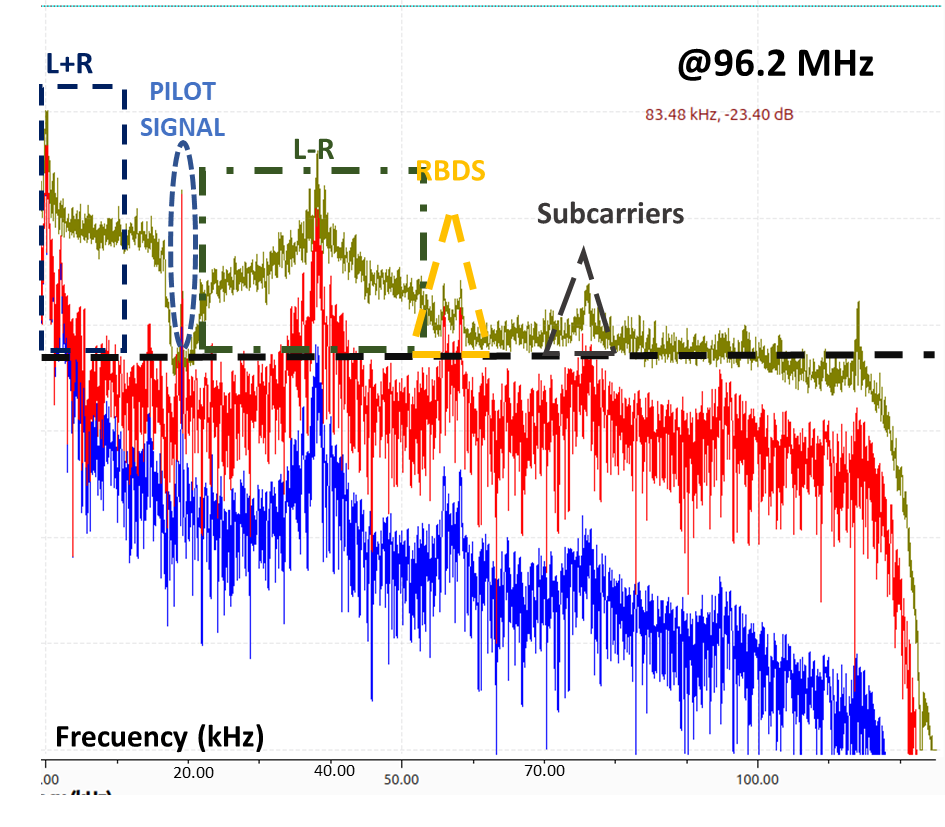 L+R
@96.2 MHz
PILOT
SIGNAL
83.48 kHz, -23.40 dB
L-R
RBDS
Subcarriers
Frecuency (kHz)
.00
20.00
40.00
50.00
70.00
100.00